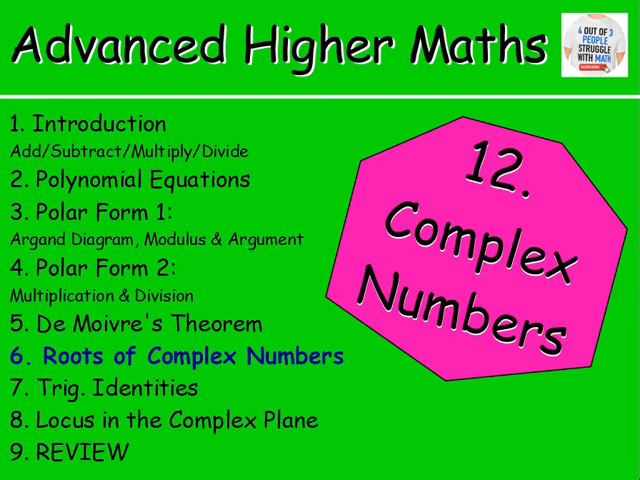 Advanced Higher Maths
4 OUT OF 3
PEOPLE
STRUGGLE
WITH MATH
1. Introduction
Add/Subtract/Multiply/Divide
2. Polynomial Equations
3. Polar Form 1:
Argand Diagram, Modulus & Argument
4. Polar Form 2:
Multiplication & Division
5. De Moivre's Theorem
6. Roots of Complex Numbers
7. Trig. Identities
8. Locus in the Complex Plane
9. REVIEW
12.
Complex
Numbers